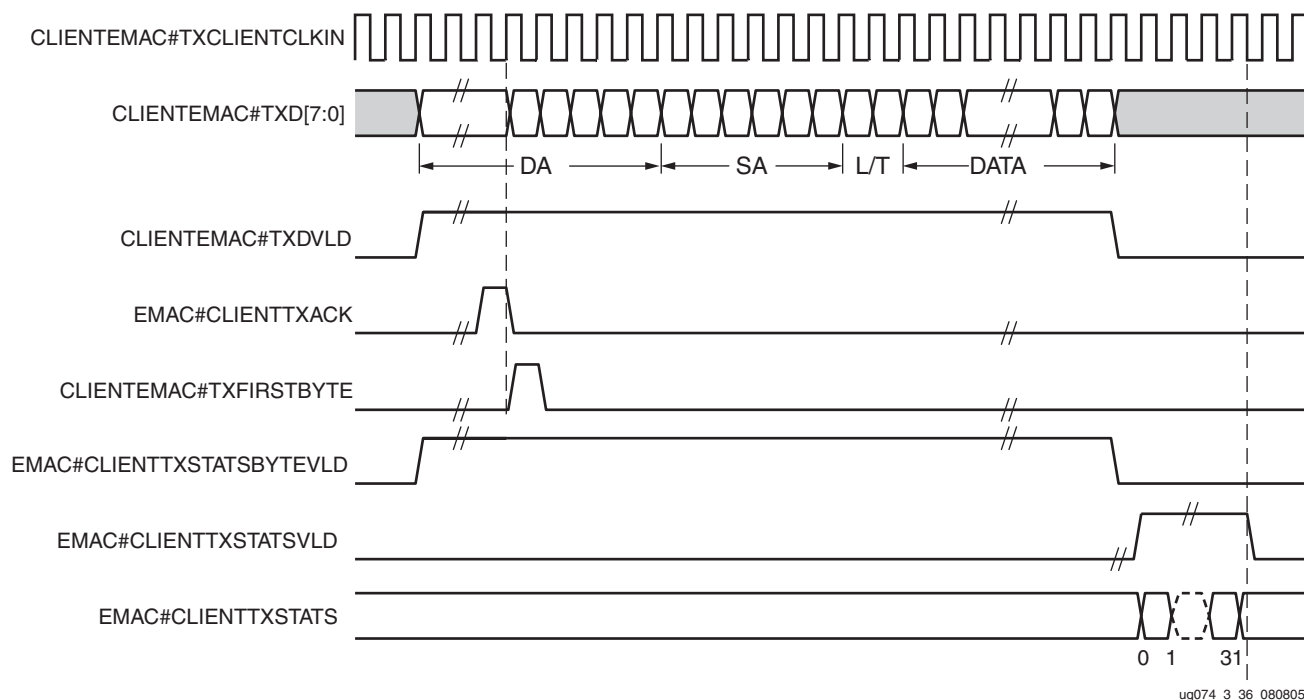 CLIENTEMAC#TXCLIENTCLKIN
CLIENTEMAC#TXD[7:0]
DA SA L/T DATA
CLIENTEMAC#TXDVLD
EMAC#CLIENTTXACK
CLIENTEMAC#TXFIRSTBYTE
EMAC#CLIENTTXSTATSBYTEVLD
EMAC#CLIENTTXSTATSVLD
EMAC#CLIENTTXSTATS
0 1 31
ug074_3_36_080805